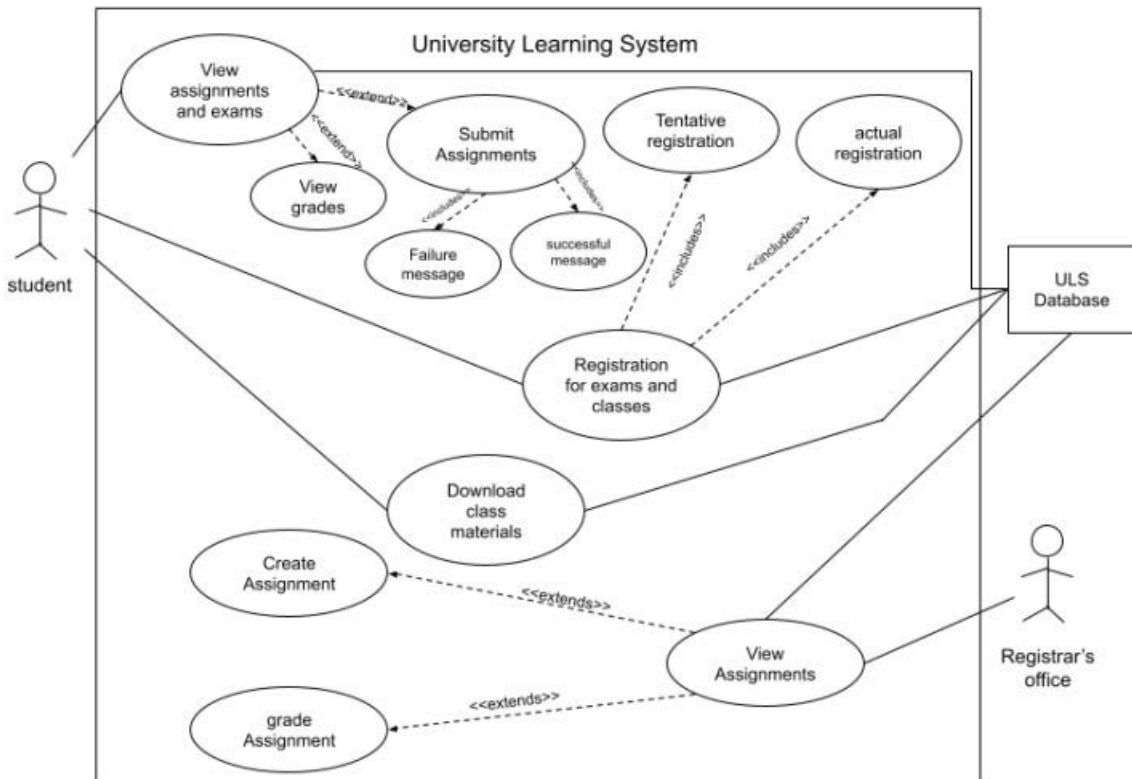 University Learning System
View
assignments
and exams
<<extend>>
<<extend>>
View
grades
Submit
Assignments
<<includes>>
<<includes>>
Failure
message
successful
message
Tentative
registration
actual
registration
<<includes>>
<<includes>>
student
ULS
Database
Registration
for exams and
classes
Download
class
materials
Create
Assignment
<<extends>>
View
Assignments
<<extends>>
grade
Assignment
Registrar's
office